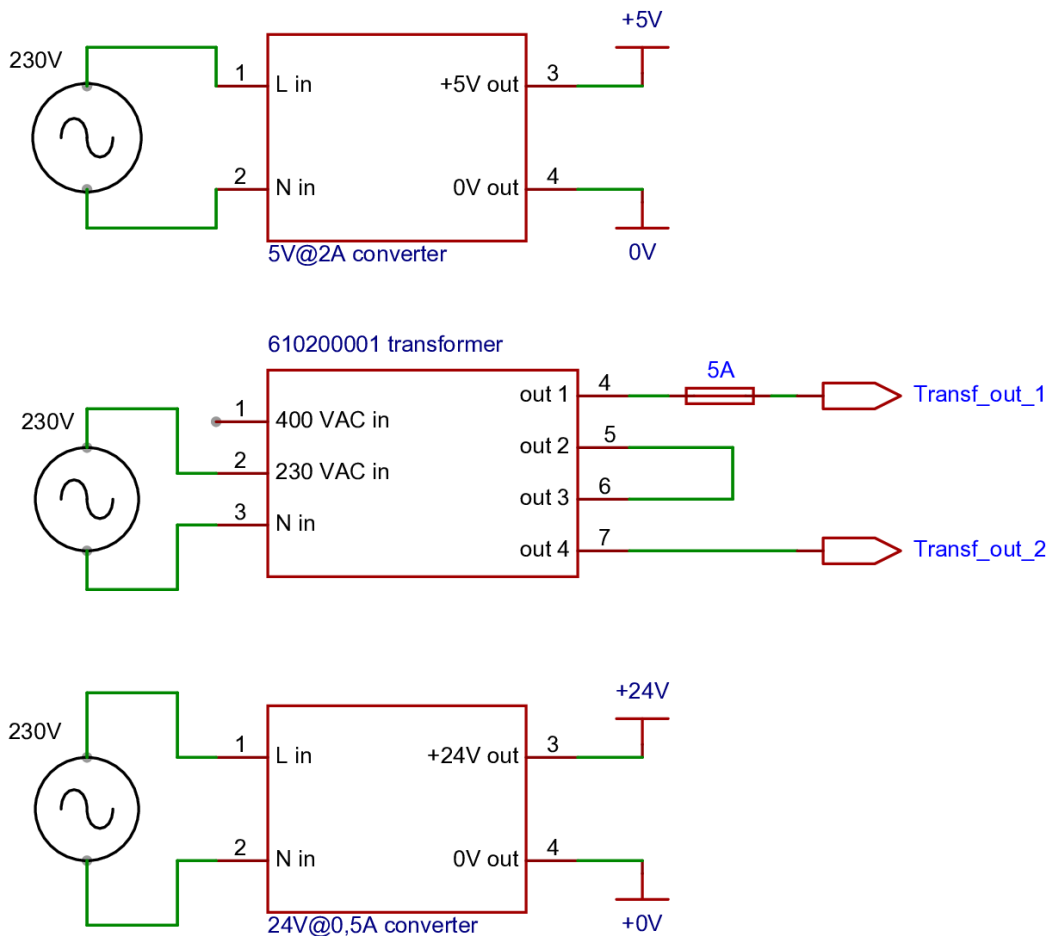 +5V
230V
1
L in
+5V out
3
2
N in
0V out
4
5V@2A converter
0V
610200001 transformer
5A
out 1
4
Transf_out_1
230V
1
400 VAC in
out 2
5
2
230 VAC in
out 3
6
3
N in
out 4
7
Transf_out_2
+24V
230V
1
L in
+24V out
3
2
N in
0V out
4
24V@0,5A converter
+0V